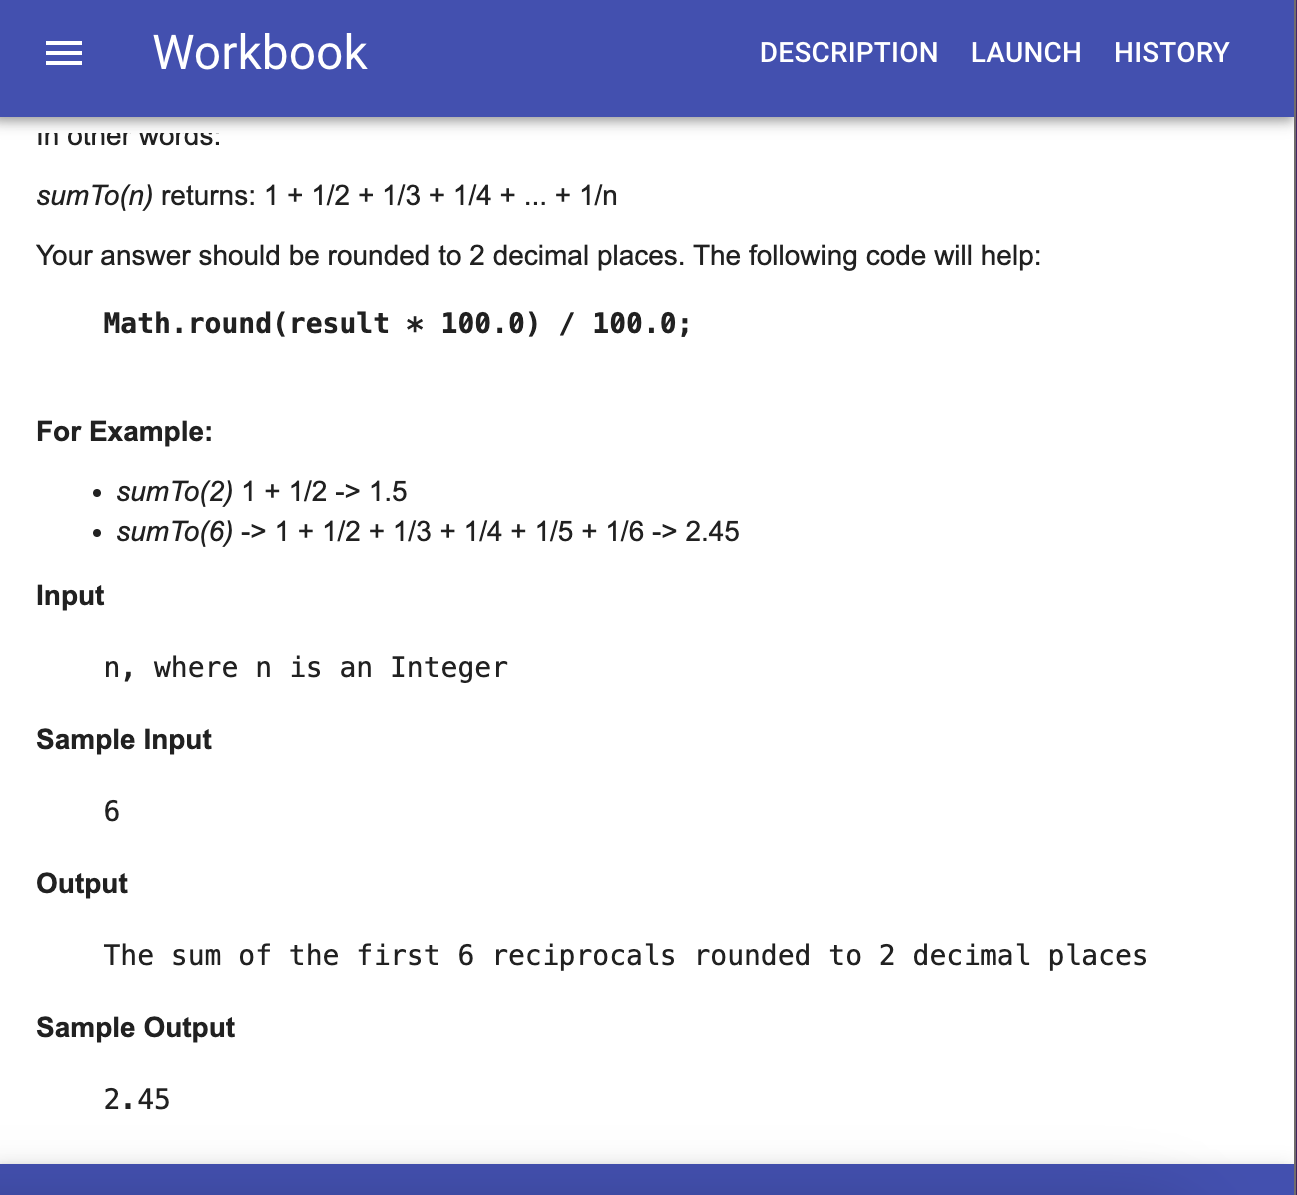 Workbook
DESCRIPTION LAUNCH HISTORY
In other words:
sumTo(n) returns: 1 + 1/2 + 1/3 + 1/4 + ... + 1/n
Your answer should be rounded to 2 decimal places. The following code will help:
Math.round(result * 100.0) / 100.0;
For Example:
• sumTo(2) 1 + 1/2 -> 1.5
• sumTo(6) -> 1 + 1/2 + 1/3 + 1/4 + 1/5 + 1/6 -> 2.45
Input
n, where n is an Integer
Sample Input
6
Output
The sum of the first 6 reciprocals rounded to 2 decimal places
Sample Output
2.45